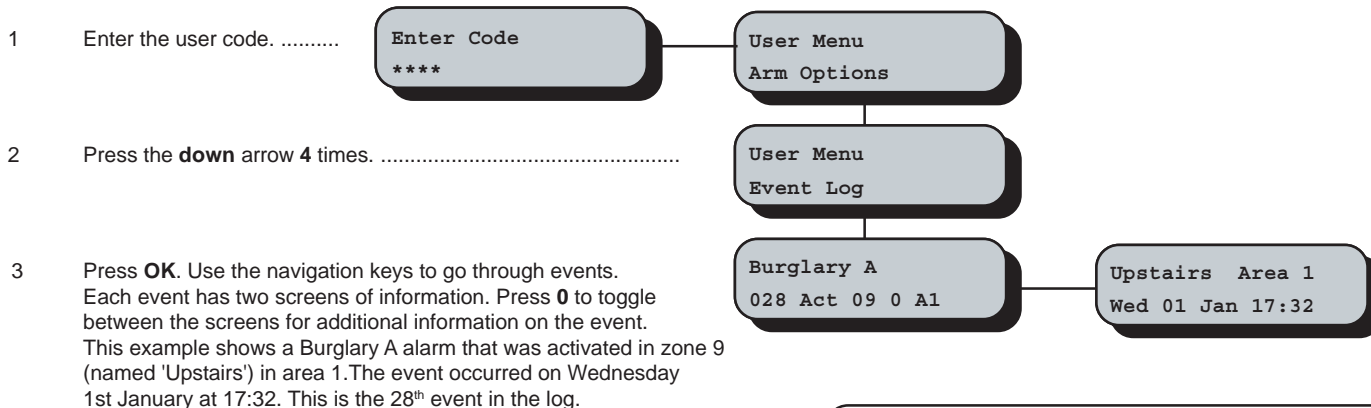 1 Enter the user code. ..........
Enter Code
****
User Menu
Arm Options
2 Press the down arrow 4 times. .....................................................
User Menu
Event Log
3 Press OK. Use the navigation keys to go through events.
Each event has two screens of information. Press 0 to toggle
between the screens for additional information on the event.
This example shows a Burglary A alarm that was activated in zone 9
(named 'Upstairs') in area 1.The event occurred on Wednesday
1st January at 17:32. This is the 28th event in the log.
Burglary A
028 Act 09 0 A1
Upstairs Area 1
Wed 01 Jan 17:32